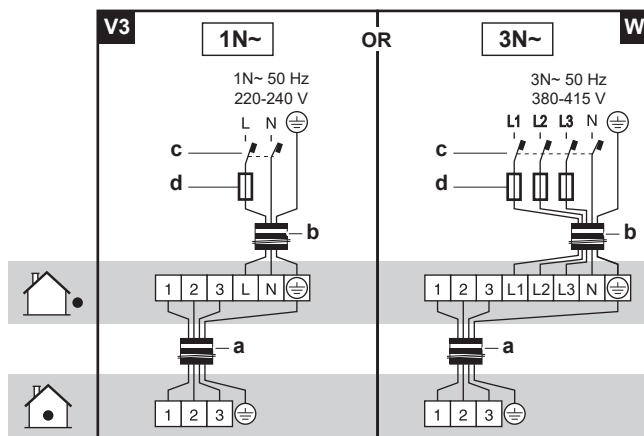 V3
1N~
OR
3N~
W
1N~ 50 Hz
220-240 V
L N
c
d
b
1 2 3 L N
a
1 2 3
3N~ 50 Hz
380-415 V
L1 L2 L3 N
c
d
b
1 2 3 L1 L2 L3 N
a
1 2 3